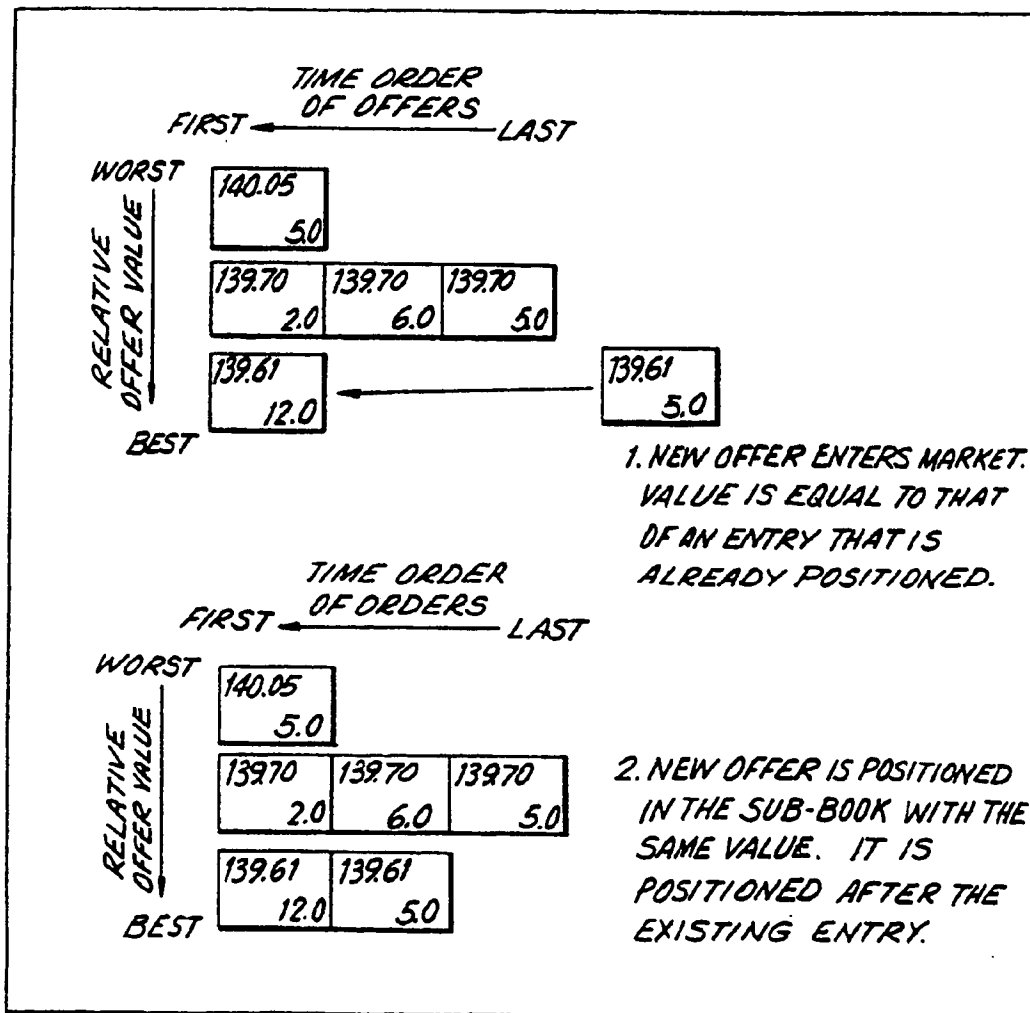 TIME ORDER
OF OFFERS
FIRST LAST
WORST
RELATIVE
OFFER VALUE
BEST
140.05
5.0
139.70 139.70 139.70
2.0 6.0 5.0
139.61 139.61
12.0 5.0
1. NEW OFFER ENTERS MARKET.
VALUE IS EQUAL TO THAT
OF AN ENTRY THAT IS
ALREADY POSITIONED.
TIME ORDER
OF ORDERS
FIRST LAST
WORST
RELATIVE
OFFER VALUE
BEST
140.05
5.0
139.70 139.70 139.70
2.0 6.0 5.0
139.61 139.61
12.0 5.0
2. NEW OFFER IS POSITIONED
IN THE SUB-BOOK WITH THE
SAME VALUE. IT IS
POSITIONED AFTER THE
EXISTING ENTRY.